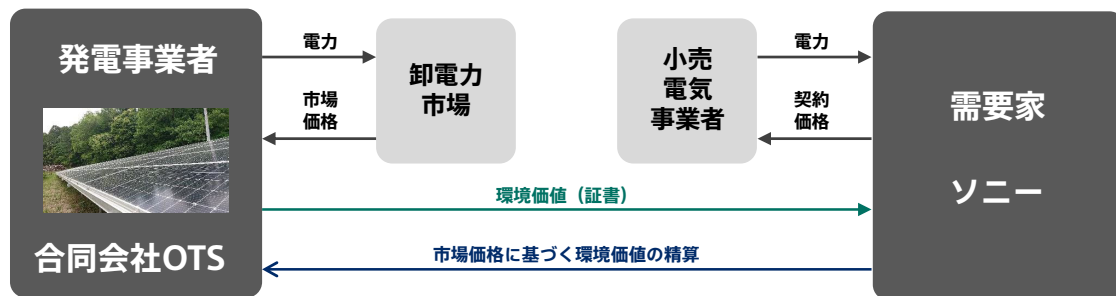 発電事業者
合同会社OTS
電力
市場
価格
卸電力
市場
小売
電気
事業者
電力
契約
価格
需要家
ソニー
環境価値（証書）
市場価格に基づく環境価値の精算